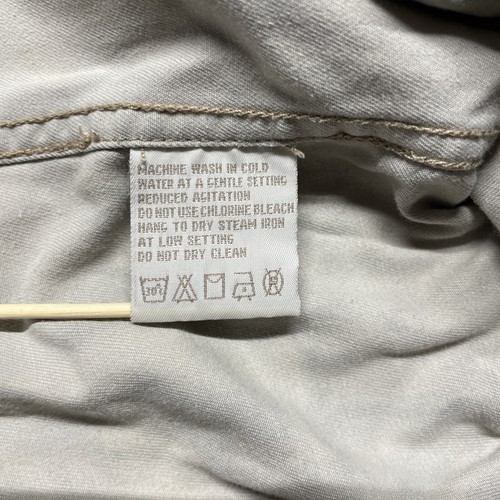 MACHINE WASH IN COLD
WATER AT A GENTLE SETTING
REDUCED AGITATION
DO NOT USE CHLORINE BLEACH
HANG TO DRY STEAM IRON
AT LOW SETTING
DO NOT DRY CLEAN
30°